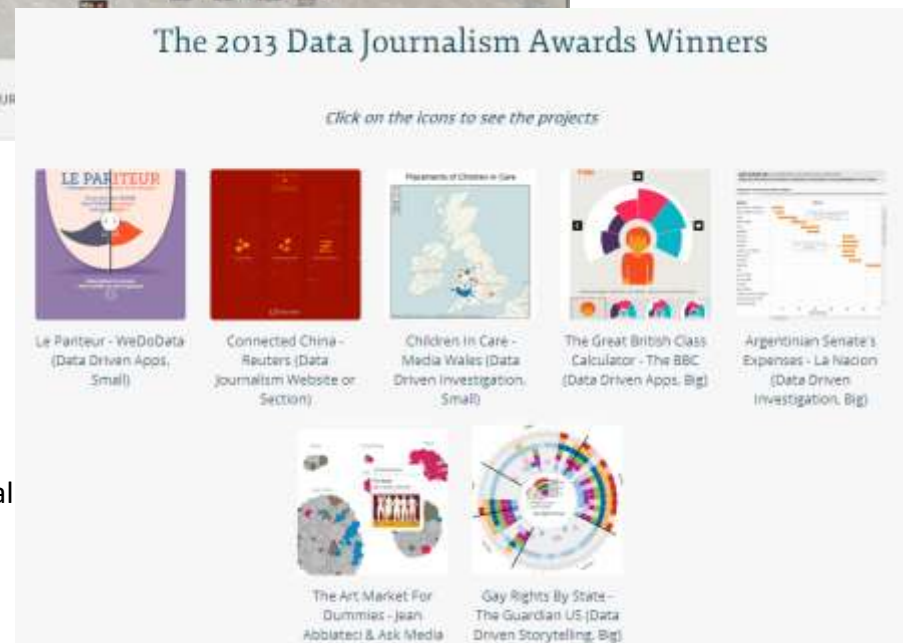 The 2013 Data Journalism Awards Winners
UR
Click on the icons to see the projects
LE PARITEUR
Placements of Children in Care
Le Pariteur - WeDoData
(Data Driven Apps,
Small)
Connected China -
Reuters (Data
Journalism Website or
Section)
Children In Care -
Media Wales (Data
Driven Investigation,
Small)
The Great British Class
Calculator - The BBC
(Data Driven Apps, Big)
Argentinian Senate's
Expenses - La Nacion
(Data Driven
Investigation, Big)
al
The Art Market For
Dummies - Jean
Abbiateci & Ask Media
Gay Rights By State -
The Guardian US (Data
Driven Storytelling, Big)